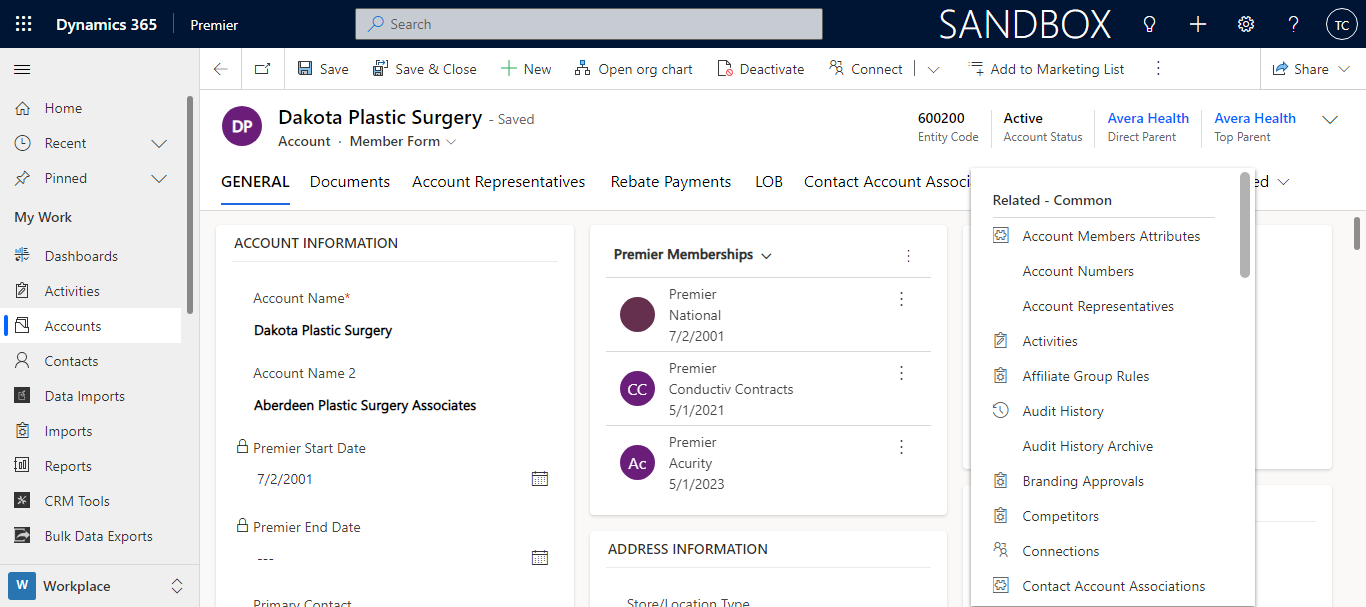 Dynamics 365
Premier
Search
SANDBOX
TC
Save
Save & Close
New
Open org chart
Deactivate
Connect
Add to Marketing List
Share
Home
Recent
Pinned
My Work
Dashboards
Activities
Accounts
Contacts
Data Imports
Imports
Reports
CRM Tools
Bulk Data Exports
W
Workplace
DP
Dakota Plastic Surgery - Saved
Account · Member Form
600200
Entity Code
Active
Account Status
Avera Health
Direct Parent
Avera Health
Top Parent
GENERAL
Documents
Account Representatives
Rebate Payments
LOB
Contact Account Associ
ed
ACCOUNT INFORMATION
Account Name*
Dakota Plastic Surgery
Account Name 2
Aberdeen Plastic Surgery Associates
Premier Start Date
7/2/2001
Premier End Date
---
Primary Contact
Premier Memberships
Premier
National
7/2/2001
CC
Premier
Conductiv Contracts
5/1/2021
Ac
Premier
Acurity
5/1/2023
ADDRESS INFORMATION
Store/Location Type
Related - Common
Account Members Attributes
Account Numbers
Account Representatives
Activities
Affiliate Group Rules
Audit History
Audit History Archive
Branding Approvals
Competitors
Connections
Contact Account Associations